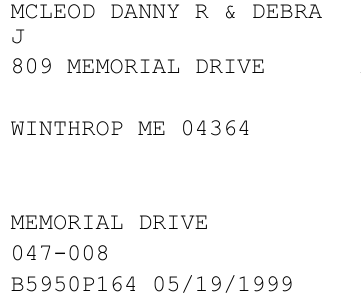 MCLEOD DANNY R & DEBRA
J
809 MEMORIAL DRIVE
WINTHROP ME 04364
MEMORIAL DRIVE
047-008
B5950P164 05/19/1999